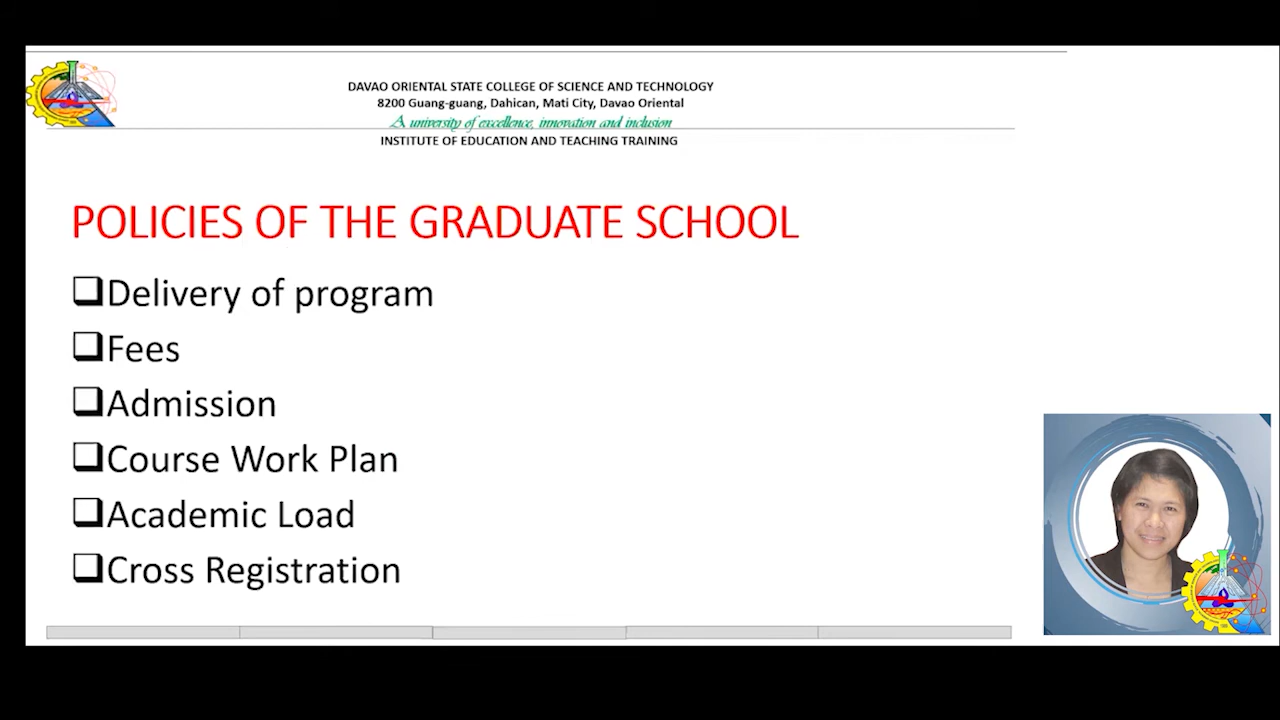 DAVAO ORIENTAL STATE COLLEGE OF SCIENCE AND TECHNOLOGY
8200 Guang-guang, Dahican, Mati City, Davao Oriental
A university of excellence, innovation and inclusion
INSTITUTE OF EDUCATION AND TEACHING TRAINING
POLICIES OF THE GRADUATE SCHOOL
Delivery of program
Fees
Admission
Course Work Plan
Academic Load
Cross Registration